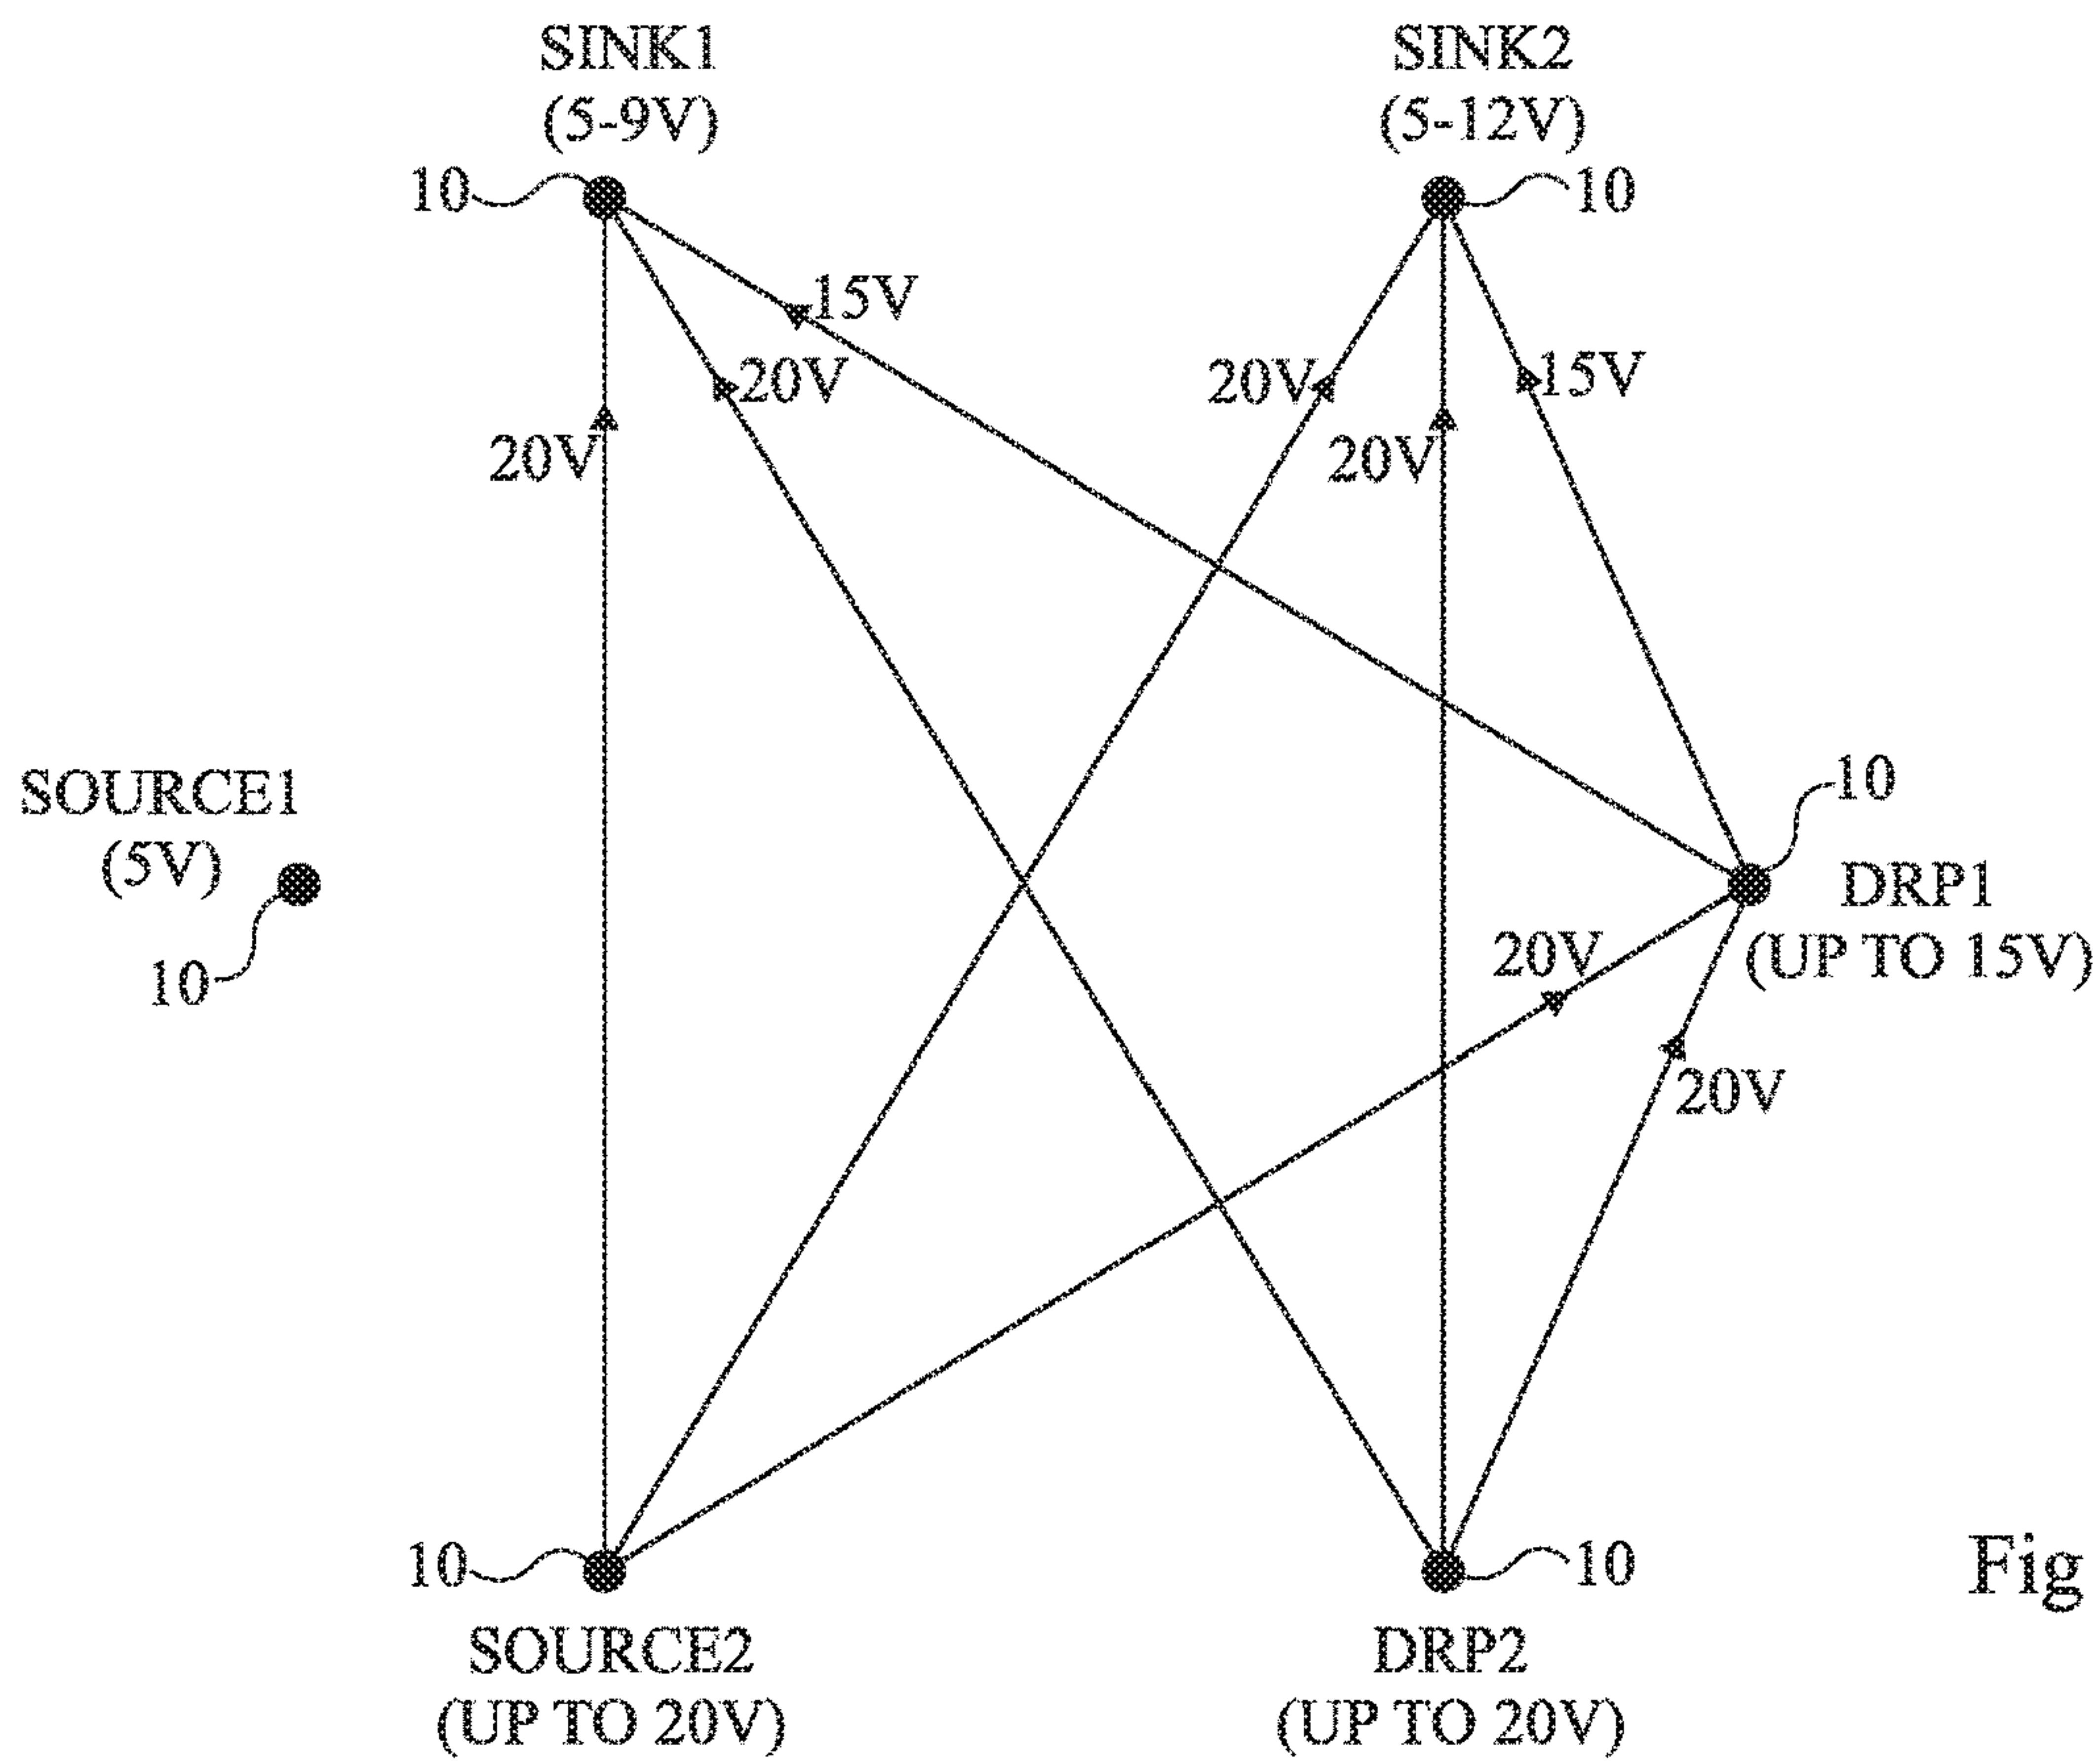 SINK1
(5-9V)
10
SINK2
(5-12V)
10
15V
20V
20V
20V
20V
15V
SOURCE1
(5V)
10
10
DRP1
(UP TO 15V)
20V
20V
10
SOURCE2
(UP TO 20V)
10
DRP2
(UP TO 20V)
Fig